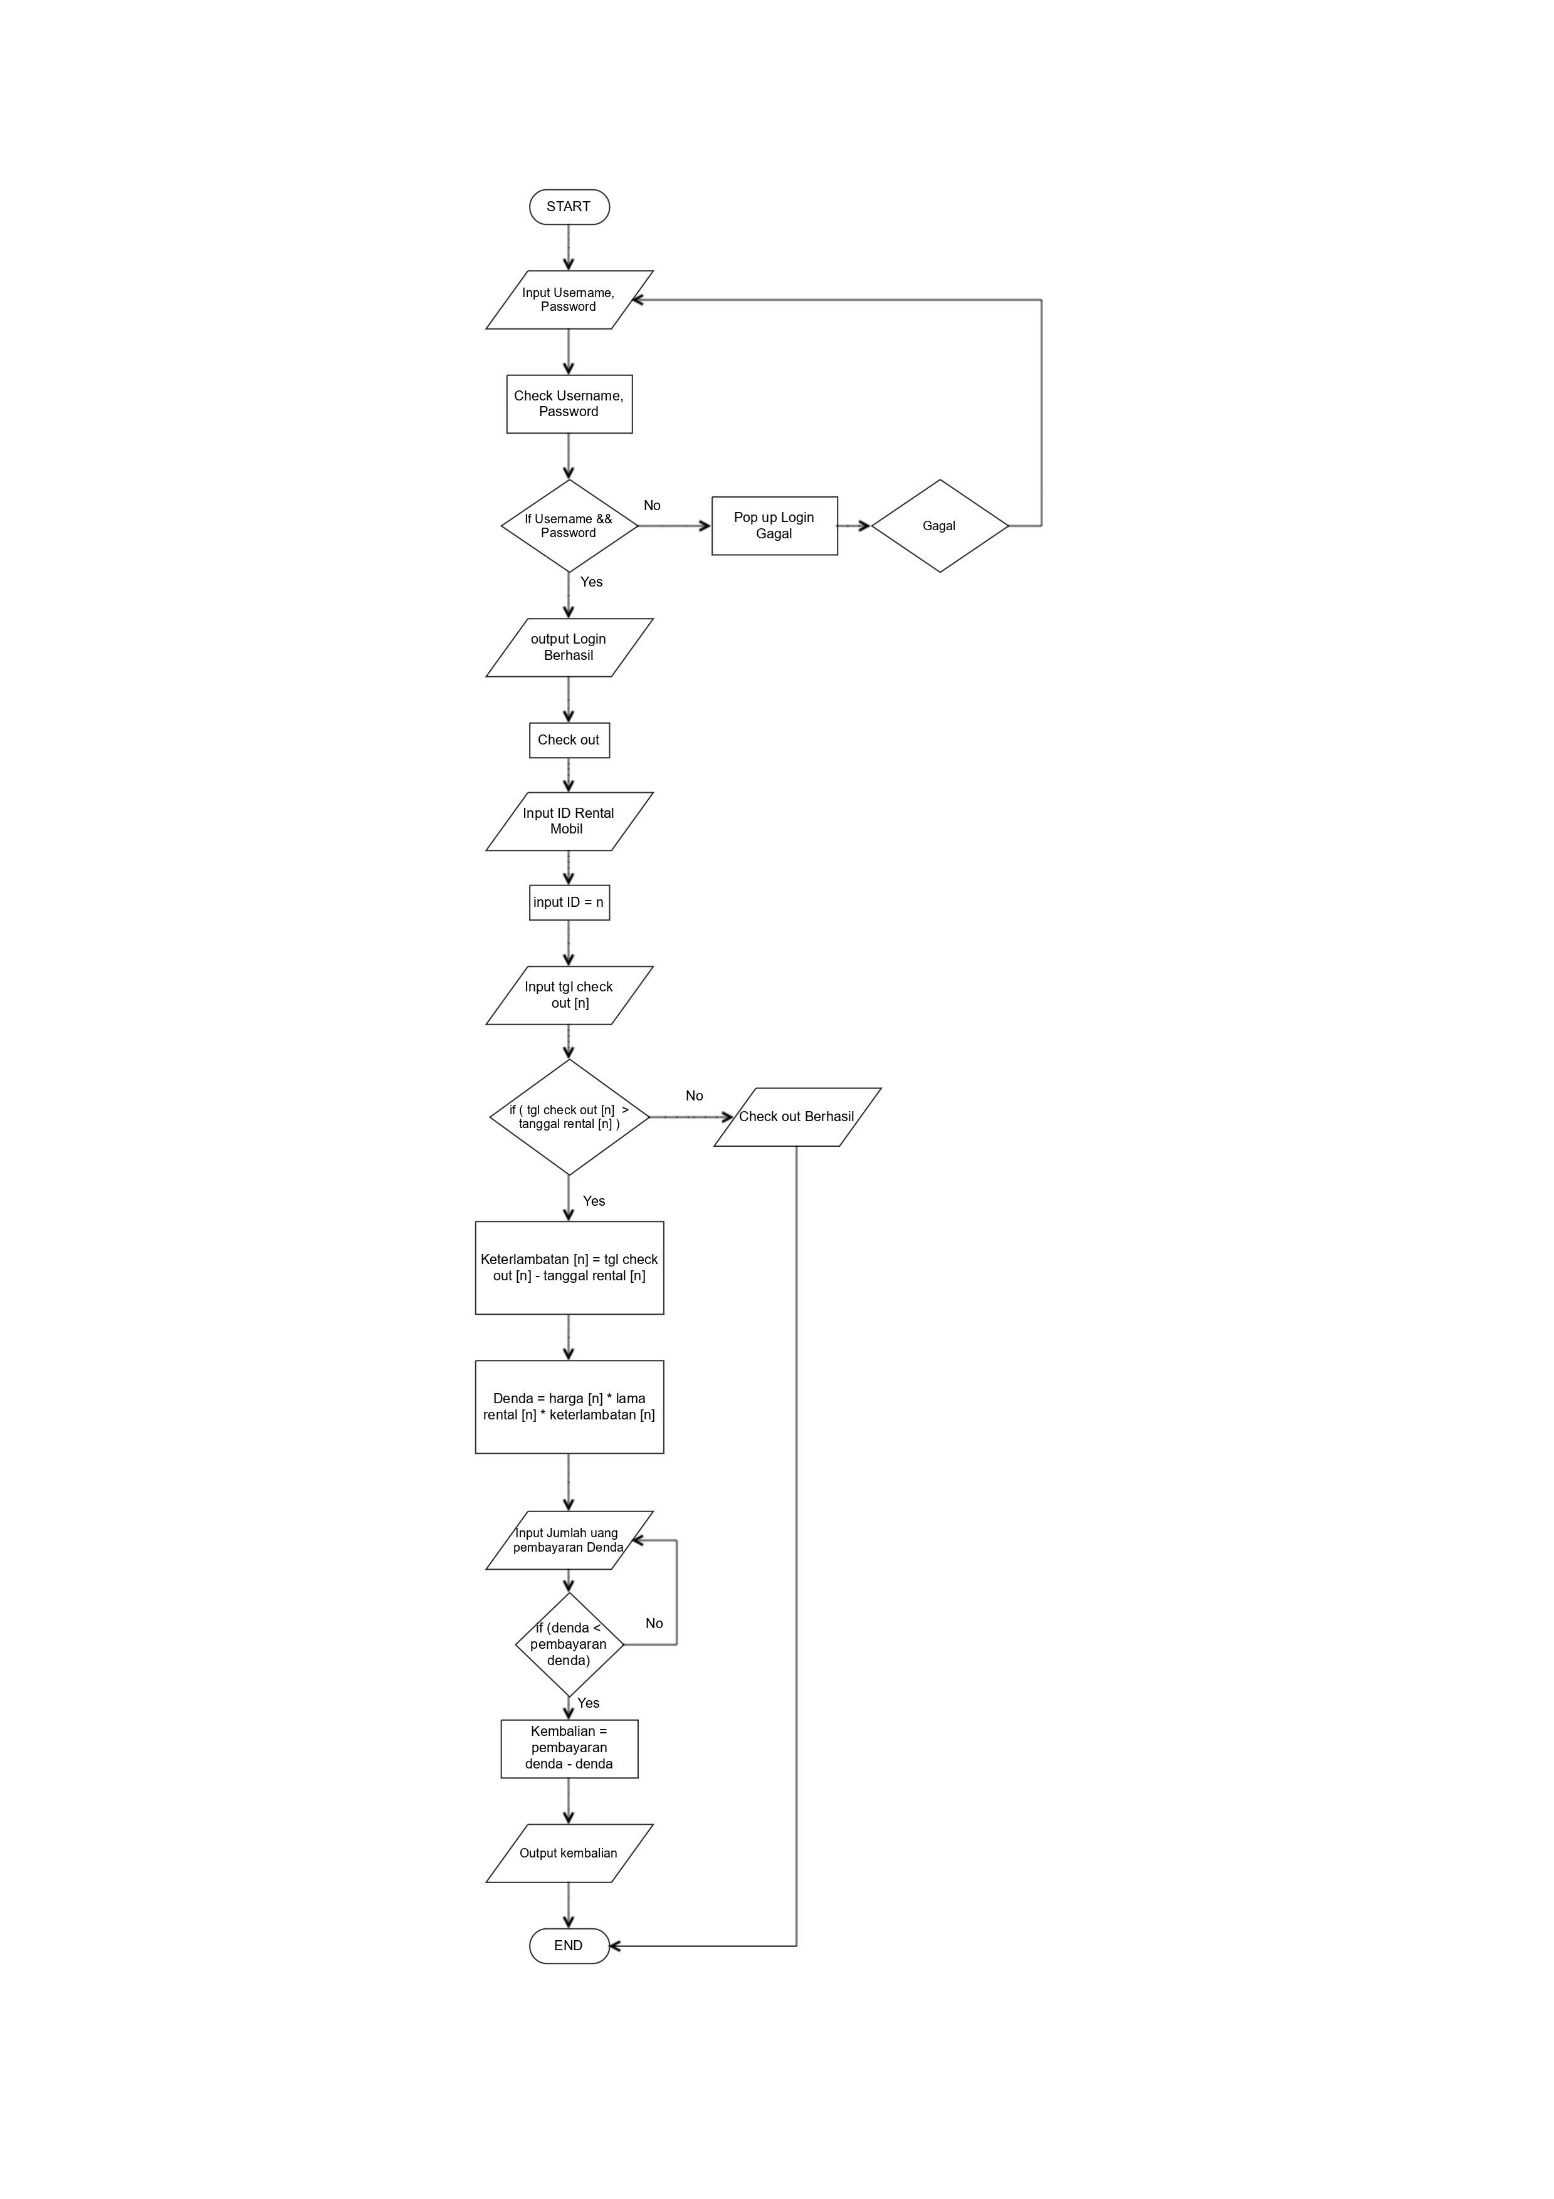 START
Input Username,
Password
Check Username,
Password
If Username &&
Password
No
Pop up Login
Gagal
Gagal
Yes
output Login
Berhasil
Check out
Input ID Rental
Mobil
input ID = n
Input tgl check
out [n]
if ( tgl check out [n]  >
tanggal rental [n] )
No
Check out Berhasil
Yes
Keterlambatan [n] = tgl check
out [n] - tanggal rental [n]
Denda = harga [n] * lama
rental [n] * keterlambatan [n]
Input Jumlah uang
pembayaran Denda
if (denda <
pembayaran
denda)
No
Yes
Kembalian =
pembayaran
denda - denda
Output kembalian
END